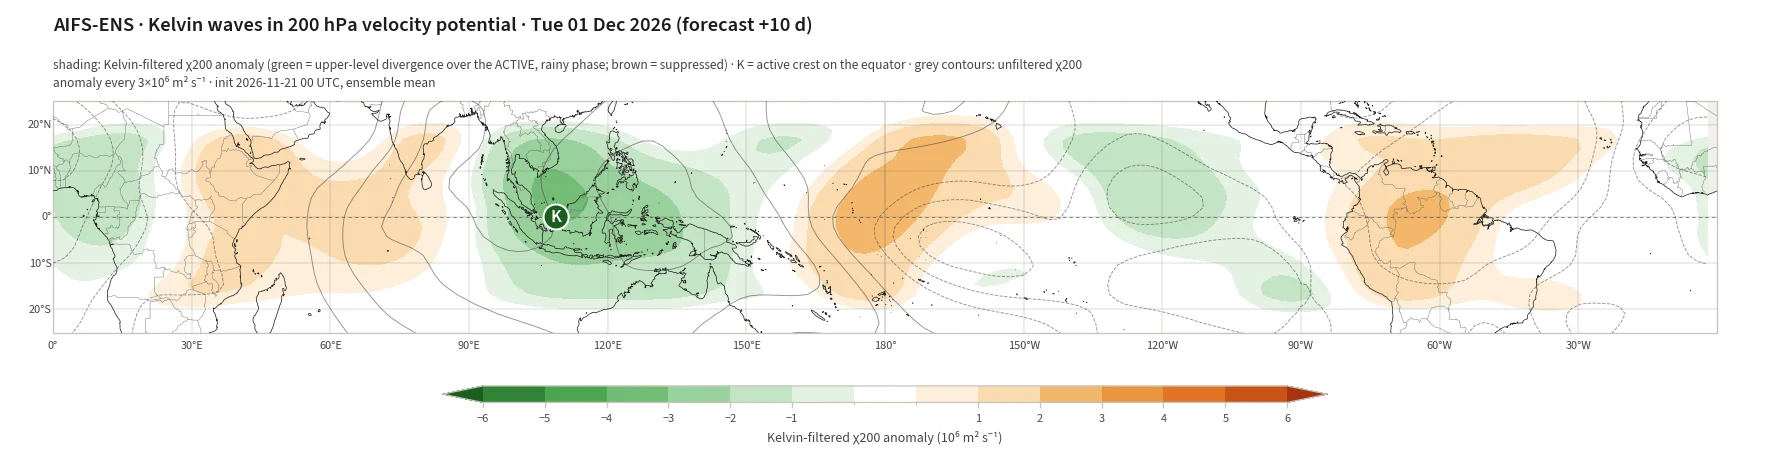 AIFS-ENS · Kelvin waves in 200 hPa velocity potential · Tue 01 Dec 2026 (forecast +10 d)
shading: Kelvin-filtered χ200 anomaly (green = upper-level divergence over the ACTIVE, rainy phase; brown = suppressed) · K = active crest on the equator · grey contours: unfiltered χ200
anomaly every 3×10⁶ m² s⁻¹ · init 2026-11-21 00 UTC, ensemble mean
20°N
10°N
0°
10°S
20°S
K
0° 30°E 60°E 90°E 120°E 150°E 180° 150°W 120°W 90°W 60°W 30°W
−6 −5 −4 −3 −2 −1 1 2 3 4 5 6
Kelvin-filtered χ200 anomaly (10⁶ m² s⁻¹)